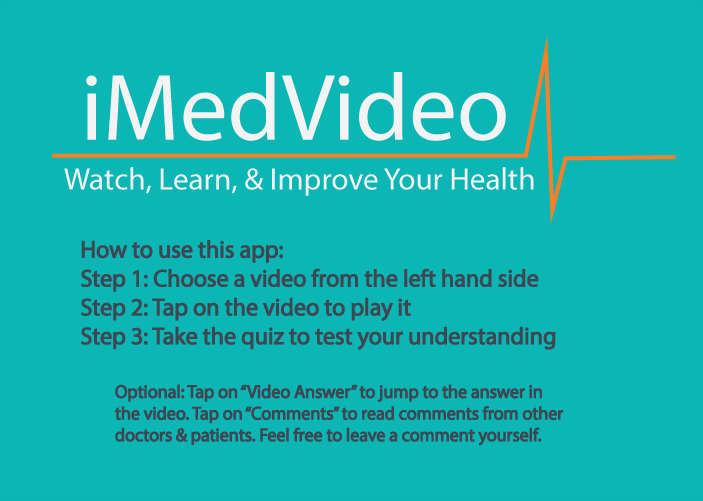 iMedVideo
Watch, Learn, & Improve Your Health
How to use this app:
Step 1: Choose a video from the left hand side
Step 2: Tap on the video to play it
Step 3: Take the quiz to test your understanding
Optional: Tap on “Video Answer” to jump to the answer in
the video. Tap on “Comments” to read comments from other
doctors & patients. Feel free to leave a comment yourself.